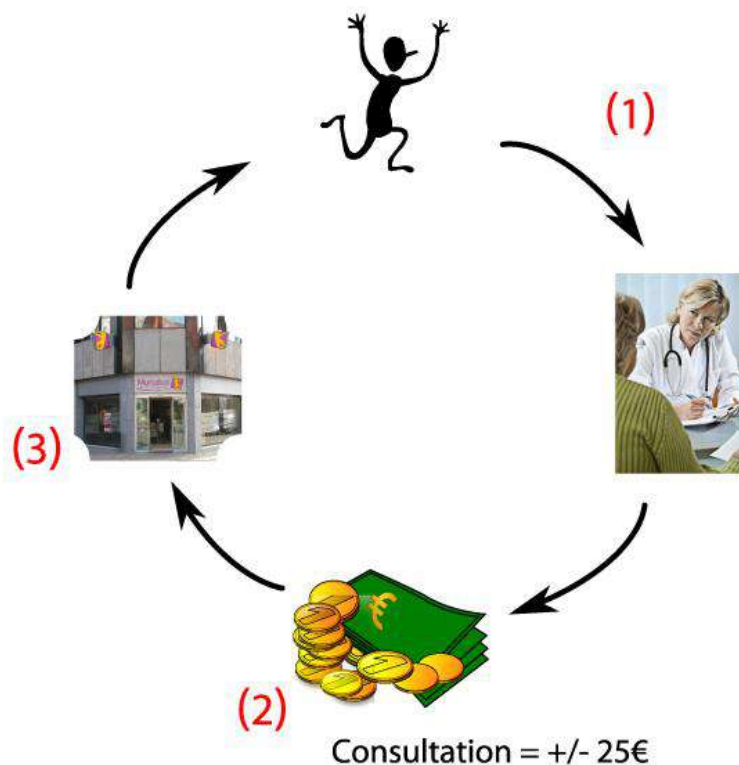 (1)
(3)
(2)
Consultation = +/- 25€